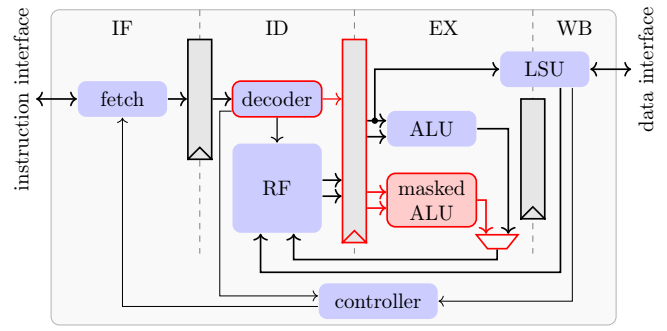 IF
ID
EX
WB
instruction interface
fetch
decoder
RF
LSU
ALU
masked
ALU
controller
data interface